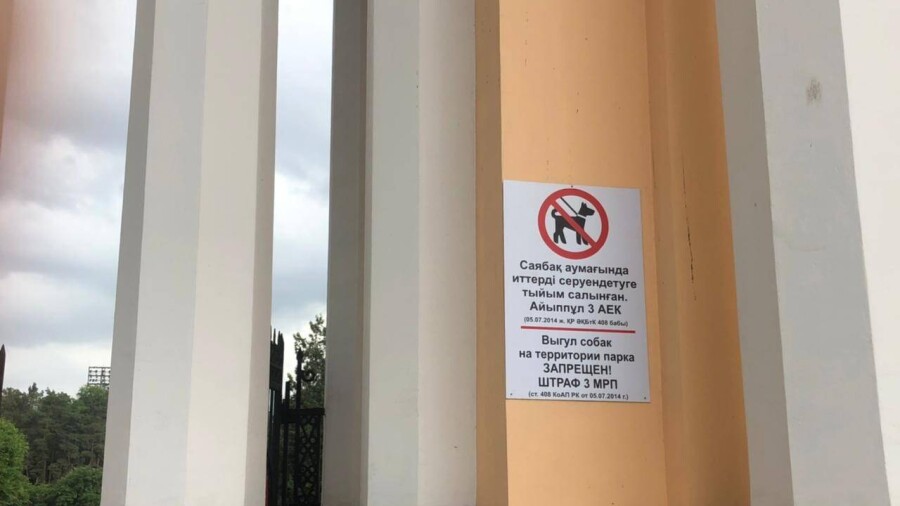 Саябақ аумағында
иттерді серуендетуге
тыйым салынған.
Айыппұл 3 АЕК
(05.07.2014 ж. ҚР ӘҚБтК 408 бабы)
Выгул собак
на территории парка
ЗАПРЕЩЕН!
ШТРАФ 3 МРП
(ст. 408 КоАП РК от 05.07.2014 г.)